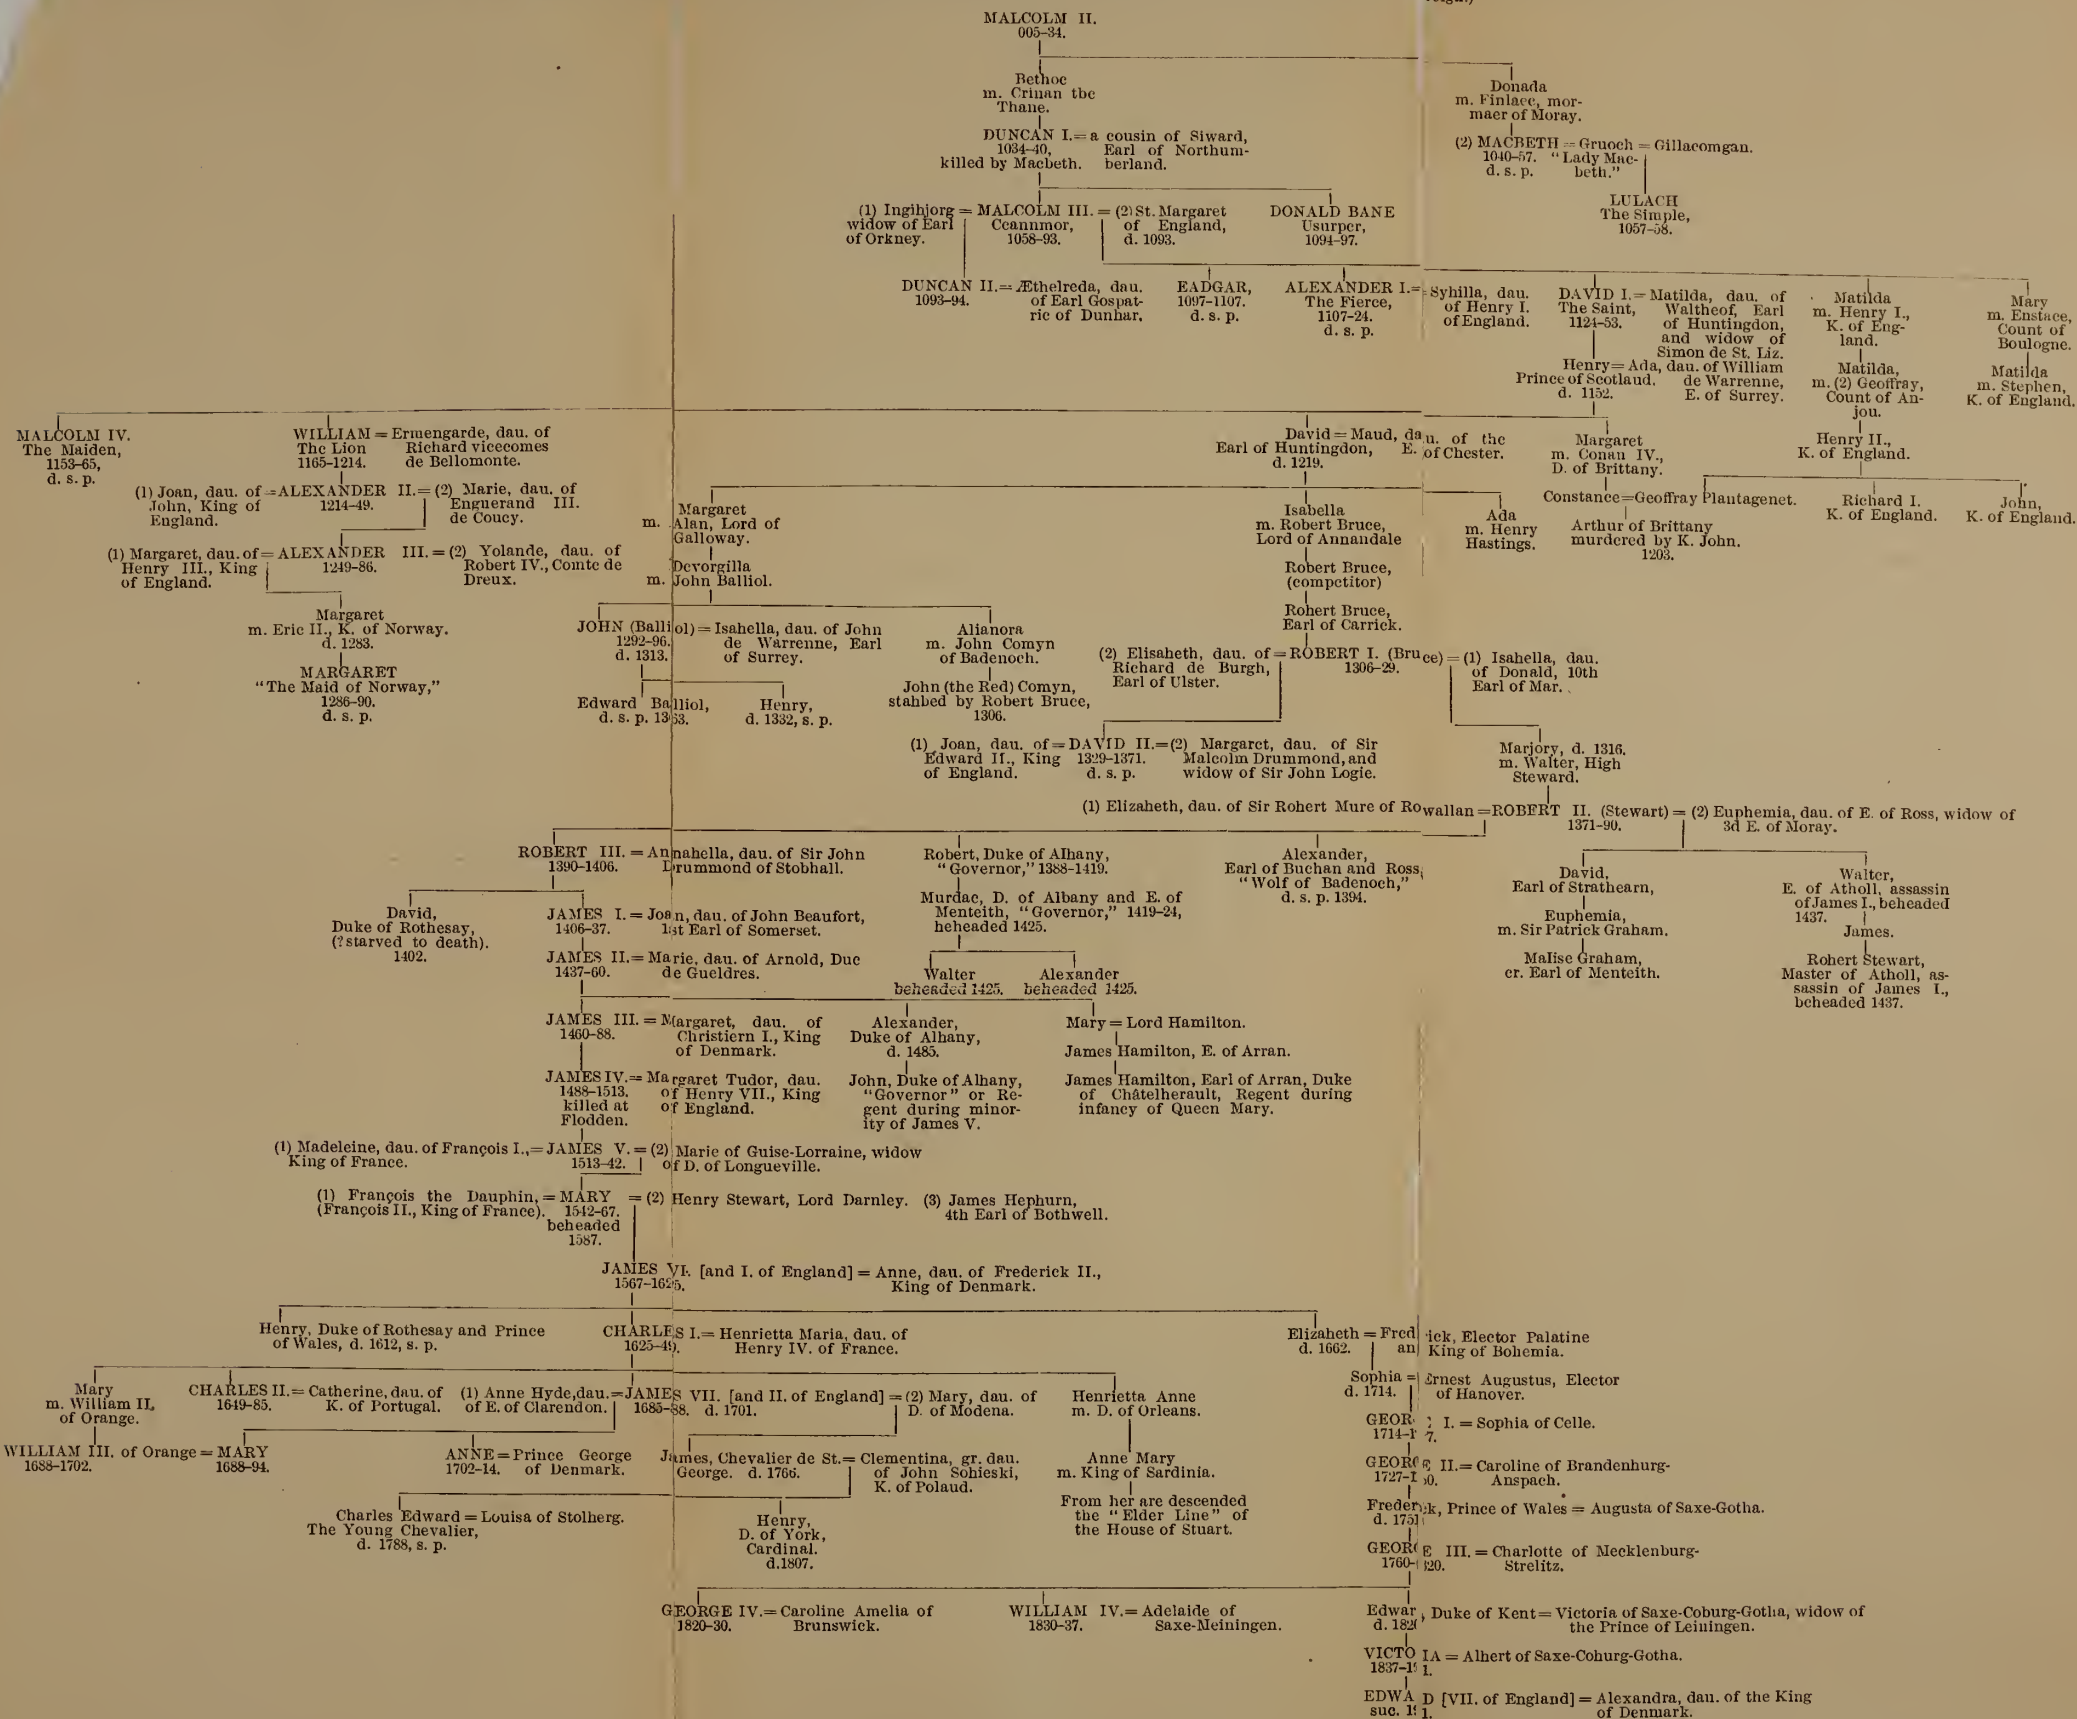 MALCOLM II.
005–34.
Bethoc
m. Crinan the
Thane.
Donada
m. Finlaec, mor-
maer of Moray.
DUNCAN I.=a cousin of Siward,
1034–40, Earl of Northum-
killed by Macbeth. berland.
(2) MACBETH = Gruoch = Gillacomgan.
1040–57. "Lady Mac-
d. s. p. beth."
LULACH
The Simple,
1057–58.
(1) Ingibjorg = MALCOLM III. = (2) St. Margaret
widow of Earl Ceannmor, of England,
of Orkney. 1058–93. d. 1093.
DONALD BANE
Usurper,
1094–97.
DUNCAN II.=Æthelreda, dau.
1093–94. of Earl Gospat-
ric of Dunbar.
EADGAR,
1097–1107.
d. s. p.
ALEXANDER I.= Sybilla, dau.
The Fierce, of Henry I.
1107–24. of England.
d. s. p.
DAVID I.=Matilda, dau. of
The Saint, Waltheof, Earl
1124–53. of Huntingdon,
and widow of
Simon de St. Liz.
Matilda
m. Henry I.,
K. of Eng-
land.
Mary
m. Eustace,
Count of
Boulogne.
Henry=Ada, dau. of William
Prince of Scotland. de Warrenne,
d. 1152. E. of Surrey.
Matilda,
m. (2) Geoffray,
Count of An-
jou.
Matilda
m. Stephen,
K. of England.
MALCOLM IV.
The Maiden,
1153–65,
d. s. p.
WILLIAM = Ermengarde, dau. of
The Lion Richard vicecomes
1165–1214. de Bellomonte.
David=Maud, dau. of the
Earl of Huntingdon, E. of Chester.
d. 1219.
Margaret
m. Conan IV.,
D. of Brittany.
Henry II.,
K. of England.
(1) Joan, dau. of =ALEXANDER II.=(2) Marie, dau. of
John, King of 1214–49. Enguerand III.
England. de Coucy.
Margaret
m. Alan, Lord of
Galloway.
Isabella
m. Robert Bruce,
Lord of Annandale
Ada
m. Henry
Hastings.
Constance=Geoffray Plantagenet.
Richard I.
K. of England.
John,
K. of England.
Arthur of Brittany
murdered by K. John.
1203.
(1) Margaret, dau. of = ALEXANDER III.=(2) Yolande, dau. of
Henry III., King 1249–86. Robert IV., Comte de
of England. Dreux.
Devorgilla
m. John Balliol.
Robert Bruce,
(competitor)
Robert Bruce,
Earl of Carrick.
Margaret
m. Eric II., K. of Norway.
d. 1283.
JOHN (Balliol)=Isabella, dau. of John
1292–96. de Warrenne, Earl
d. 1313. of Surrey.
Alianora
m. John Comyn
of Badenoch.
(2) Elisabeth, dau. of =ROBERT I. (Bruce) = (1) Isabella, dau.
Richard de Burgh, 1306–29. of Donald, 10th
Earl of Ulster. Earl of Mar.
MARGARET
"The Maid of Norway,"
1286–90.
d. s. p.
Edward Balliol,
d. s. p. 1363.
Henry,
d. 1332, s. p.
John (the Red) Comyn,
stabbed by Robert Bruce,
1306.
(1) Joan, dau. of = DAVID II.=(2) Margaret, dau. of Sir
Edward II., King 1329–1371. Malcolm Drummond, and
of England. d. s. p. widow of Sir John Logie.
Marjory, d. 1316.
m. Walter, High
Steward.
(1) Elizabeth, dau. of Sir Robert Mure of Rowallan =ROBERT II. (Stewart) = (2) Euphemia, dau. of E. of Ross, widow of
1371–90. 3d E. of Moray.
ROBERT III. = Annabella, dau. of Sir John
1390–1406. Drummond of Stobhall.
Robert, Duke of Albany,
"Governor," 1388–1419.
Alexander,
Earl of Buchan and Ross,
"Wolf of Badenoch,"
d. s. p. 1394.
David,
Earl of Strathearn,
Walter,
E. of Atholl, assassin
of James I., beheaded
1437.
David,
Duke of Rothesay,
(?starved to death).
1402.
JAMES I.= Joan, dau. of John Beaufort,
1406–37. 1st Earl of Somerset.
Murdac, D. of Albany and E. of
Menteith, "Governor," 1419–24,
beheaded 1425.
Euphemia,
m. Sir Patrick Graham.
James.
JAMES II.= Marie, dau. of Arnold, Duc
1437–60. de Gueldres.
Walter
beheaded 1425.
Alexander
beheaded 1425.
Malise Graham,
cr. Earl of Menteith.
Robert Stewart,
Master of Atholl, as-
sassin of James I.,
beheaded 1437.
JAMES III. = Margaret, dau. of
1460–88. Christiern I., King
of Denmark.
Alexander,
Duke of Albany,
d. 1485.
Mary=Lord Hamilton.
James Hamilton, E. of Arran.
JAMES IV.= Margaret Tudor, dau.
1488–1513. of Henry VII., King
killed at of England.
Flodden.
John, Duke of Albany,
"Governor" or Re-
gent during minor-
ity of James V.
James Hamilton, Earl of Arran, Duke
of Châtelherault, Regent during
infancy of Queen Mary.
(1) Madeleine, dau. of François I.,=JAMES V.=(2) Marie of Guise-Lorraine, widow
King of France. 1513–42. of D. of Longueville.
(1) François the Dauphin, = MARY = (2) Henry Stewart, Lord Darnley. (3) James Hepburn,
(François II., King of France). 1542–67. 4th Earl of Bothwell.
beheaded
1587.
JAMES VI. [and I. of England] = Anne, dau. of Frederick II.,
1567–1625. King of Denmark.
Henry, Duke of Rothesay and Prince
of Wales, d. 1612, s. p.
CHARLES I.= Henrietta Maria, dau. of
1625–49. Henry IV. of France.
Elizabeth = Fred ick, Elector Palatine
d. 1662. an King of Bohemia.
Mary
m. William II.
of Orange.
CHARLES II.= Catherine, dau. of
1649–85. K. of Portugal.
(1) Anne Hyde, dau.=JAMES VII. [and II. of England] = (2) Mary, dau. of
of E. of Clarendon. 1685–88. d. 1701. D. of Modena.
Henrietta Anne
m. D. of Orleans.
Sophia = Ernest Augustus, Elector
d. 1714. of Hanover.
GEOR I. = Sophia of Celle.
1714–1 7.
WILLIAM III. of Orange = MARY
1688–1702. 1688–94.
ANNE=Prince George
1702–14. of Denmark.
James, Chevalier de St.= Clementina, gr. dau.
George. d. 1766. of John Sobieski,
K. of Poland.
Anne Mary
m. King of Sardinia.
GEORG E II.= Caroline of Brandenburg-
1727–1 60. Anspach.
Charles Edward = Louisa of Stolberg.
The Young Chevalier,
d. 1788, s. p.
Henry,
D. of York,
Cardinal.
d.1807.
From her are descended
the "Elder Line" of
the House of Stuart.
Frederick, Prince of Wales = Augusta of Saxe-Gotha.
d. 1751
GEORGE III. = Charlotte of Mecklenburg-
1760– 820. Strelitz.
GEORGE IV.= Caroline Amelia of
1820–30. Brunswick.
WILLIAM IV.= Adelaide of
1830–37. Saxe-Meiningen.
Edwar , Duke of Kent= Victoria of Saxe-Coburg-Gotha, widow of
d. 1820 the Prince of Leiningen.
VICTO IA = Albert of Saxe-Coburg-Gotha.
1837–19 1.
EDWA D [VII. of England] = Alexandra, dau. of the King
suc. 19 1. of Denmark.